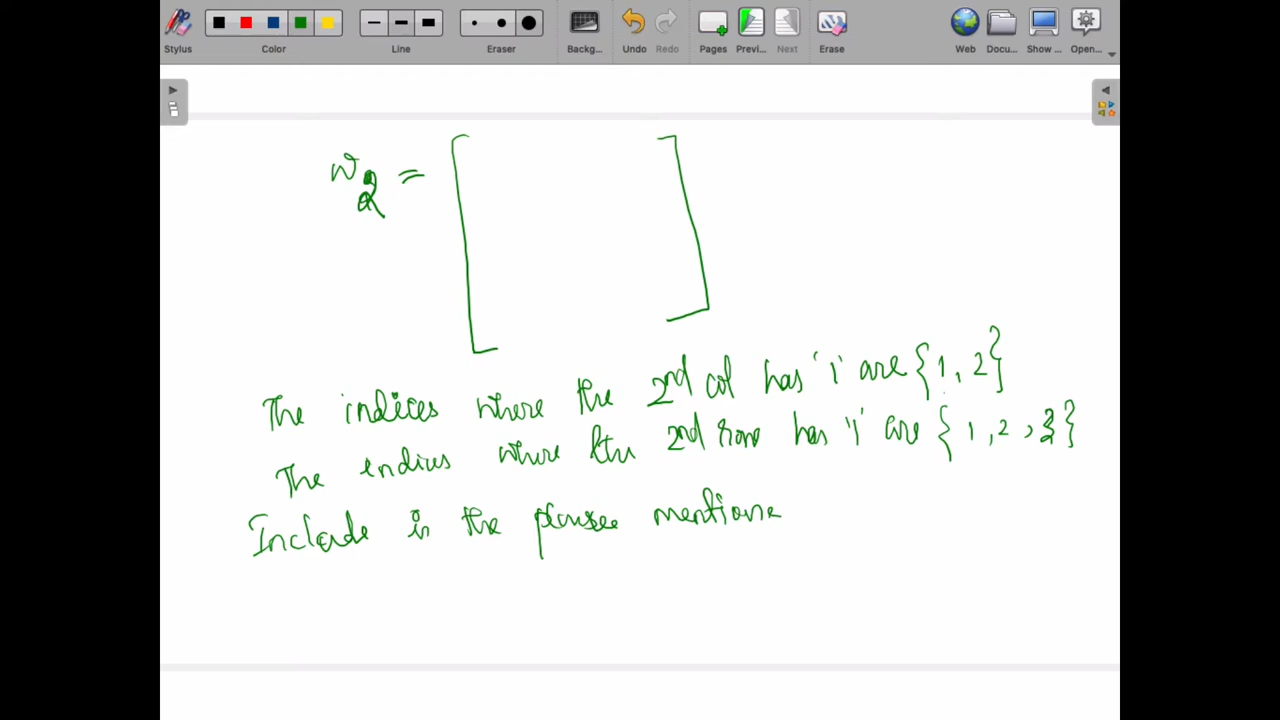 Stylus Color Line Eraser Backg... Undo Redo Pages Previ... Next Erase Web Docu... Show ... Open...
w2 =
The indices where the 2nd col has '1' are {1, 2}
The where the 2nd row has '1' are {1, 2, 3}
Include in the mentione